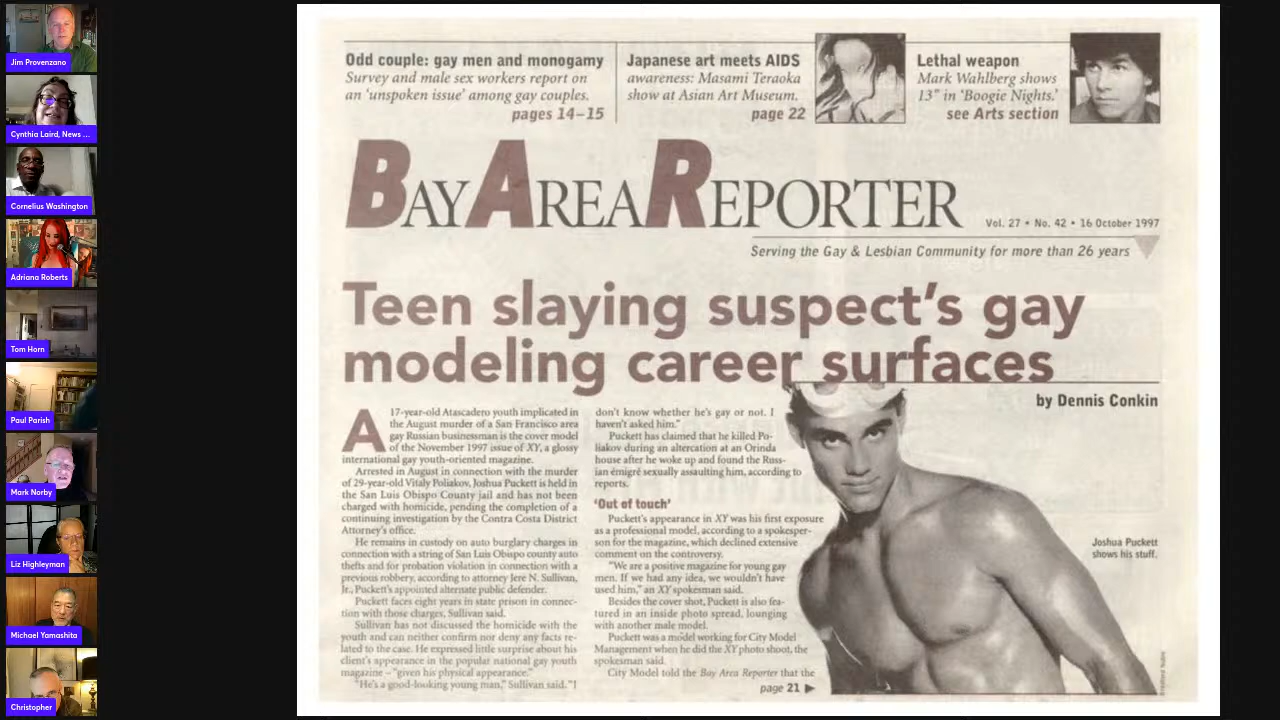 Jim Provenzano
Cynthia Laird, News ...
Cornelius Washington
Adriana Roberts
Tom Horn
Paul Parish
Mark Norby
Liz Highleyman
Michael Yamashita
Christopher
Odd couple: gay men and monogamy
Survey and male sex workers report on
an ‘unspoken issue’ among gay couples.
pages 14–15
Japanese art meets AIDS
awareness: Masami Teraoka
show at Asian Art Museum.
page 22
Lethal weapon
Mark Wahlberg shows
13" in ‘Boogie Nights.’
see Arts section
BAY AREA REPORTER
Vol. 27 • No. 42 • 16 October 1997
Serving the Gay & Lesbian Community for more than 26 years
Teen slaying suspect’s gay
modeling career surfaces
by Dennis Conkin
A 17-year-old Atascadero youth implicated in
the August murder of a San Francisco area
gay Russian businessman is the cover model
of the November 1997 issue of XY, a glossy
international gay youth-oriented magazine.
Arrested in August in connection with the murder
of 29-year-old Vitaly Poliakov, Joshua Puckett is held in
the San Luis Obispo County jail and has not been
charged with homicide, pending the completion of a
continuing investigation by the Contra Costa District
Attorney’s office.
He remains in custody on auto burglary charges in
connection with a string of San Luis Obispo county auto
thefts and for probation violation in connection with a
previous robbery, according to attorney Jere N. Sullivan,
Jr., Puckett’s appointed alternate public defender.
Puckett faces eight years in state prison in connec-
tion with those charges, Sullivan said.
Sullivan has not discussed the homicide with the
youth and can neither confirm nor deny any facts re-
lated to the case. He expressed little surprise about his
client’s appearance in the popular national gay youth
magazine – “given his physical appearance.”
“He’s a good-looking young man,” Sullivan said. “I
don’t know whether he’s gay or not. I
haven’t asked him.”
Puckett has claimed that he killed Po-
liakov during an altercation at an Orinda
house after he woke up and found the Russ-
ian émigré sexually assaulting him, according to
reports.
‘Out of touch’
Puckett’s appearance in XY was his first exposure
as a professional model, according to a spokesper-
son for the magazine, which declined extensive
comment on the controversy.
“We are a positive magazine for young gay
men. If we had any idea, we wouldn’t have
used him,” an XY spokesman said.
Besides the cover shot, Puckett is also fea-
tured in an inside photo spread, lounging
with another male model.
Puckett was a model working for City Model
Management when he did the XY photo shoot, the
spokesman said.
City Model told the Bay Area Reporter that the
page 21 ▶
Joshua Puckett
shows his stuff.